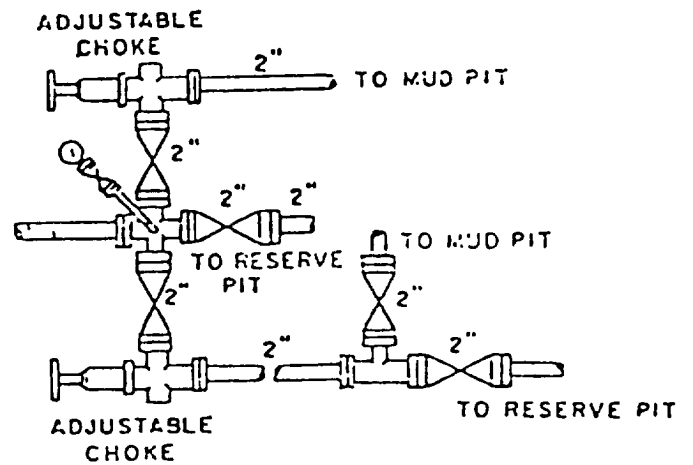 ADJUSTABLE
CHOKE
2"
TO MUD PIT
2"
2"
2"
TO RESERVE
PIT
TO MUD PIT
2"
2"
2"
2"
TO RESERVE PIT
ADJUSTABLE
CHOKE